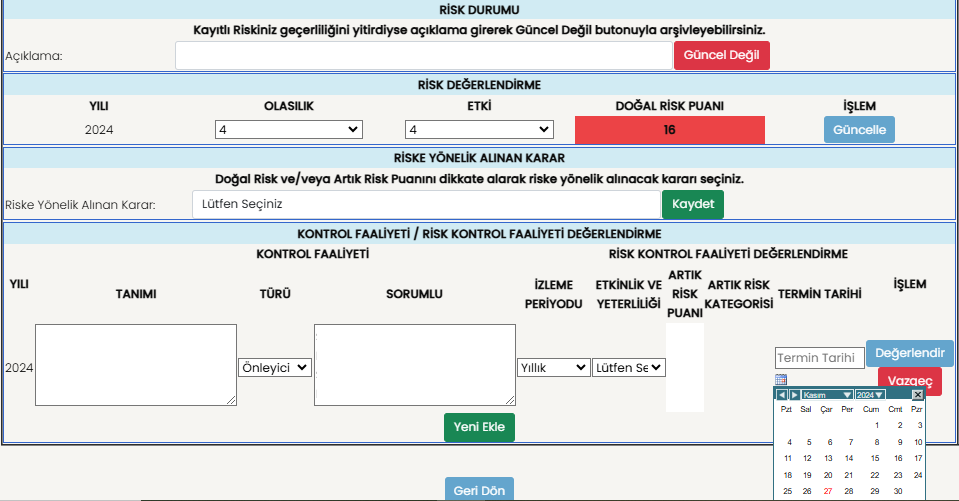 RİSK DURUMU
Kayıtlı Riskiniz geçerliliğini yitirdiyse açıklama girerek Güncel Değil butonuyla arşivleyebilirsiniz.
Açıklama: Güncel Değil
RİSK DEĞERLENDİRME
YILI OLASILIK ETKİ DOĞAL RİSK PUANI İŞLEM
2024 4 4 16 Güncelle
RİSKE YÖNELİK ALINAN KARAR
Doğal Risk ve/veya Artık Risk Puanını dikkate alarak riske yönelik alınacak kararı seçiniz.
Riske Yönelik Alınan Karar: Lütfen Seçiniz Kaydet
KONTROL FAALİYETİ / RİSK KONTROL FAALİYETİ DEĞERLENDİRME
KONTROL FAALİYETİ RİSK KONTROL FAALİYETİ DEĞERLENDİRME
YILI TANIMI TÜRÜ SORUMLU İZLEME PERİYODU ETKİNLİK VE YETERLİLİĞİ ARTIK RİSK PUANI ARTIK RİSK KATEGORİSİ TERMİN TARİHİ İŞLEM
2024 Önleyici Yıllık Lütfen Se Termin Tarihi Değerlendir
Vazgeç
Kasım 2024
Pzt Sal Çar Per Cum Cmt Pzr
1 2 3
4 5 6 7 8 9 10
11 12 13 14 15 16 17
18 19 20 21 22 23 24
25 26 27 28 29 30
Yeni Ekle
Geri Dön